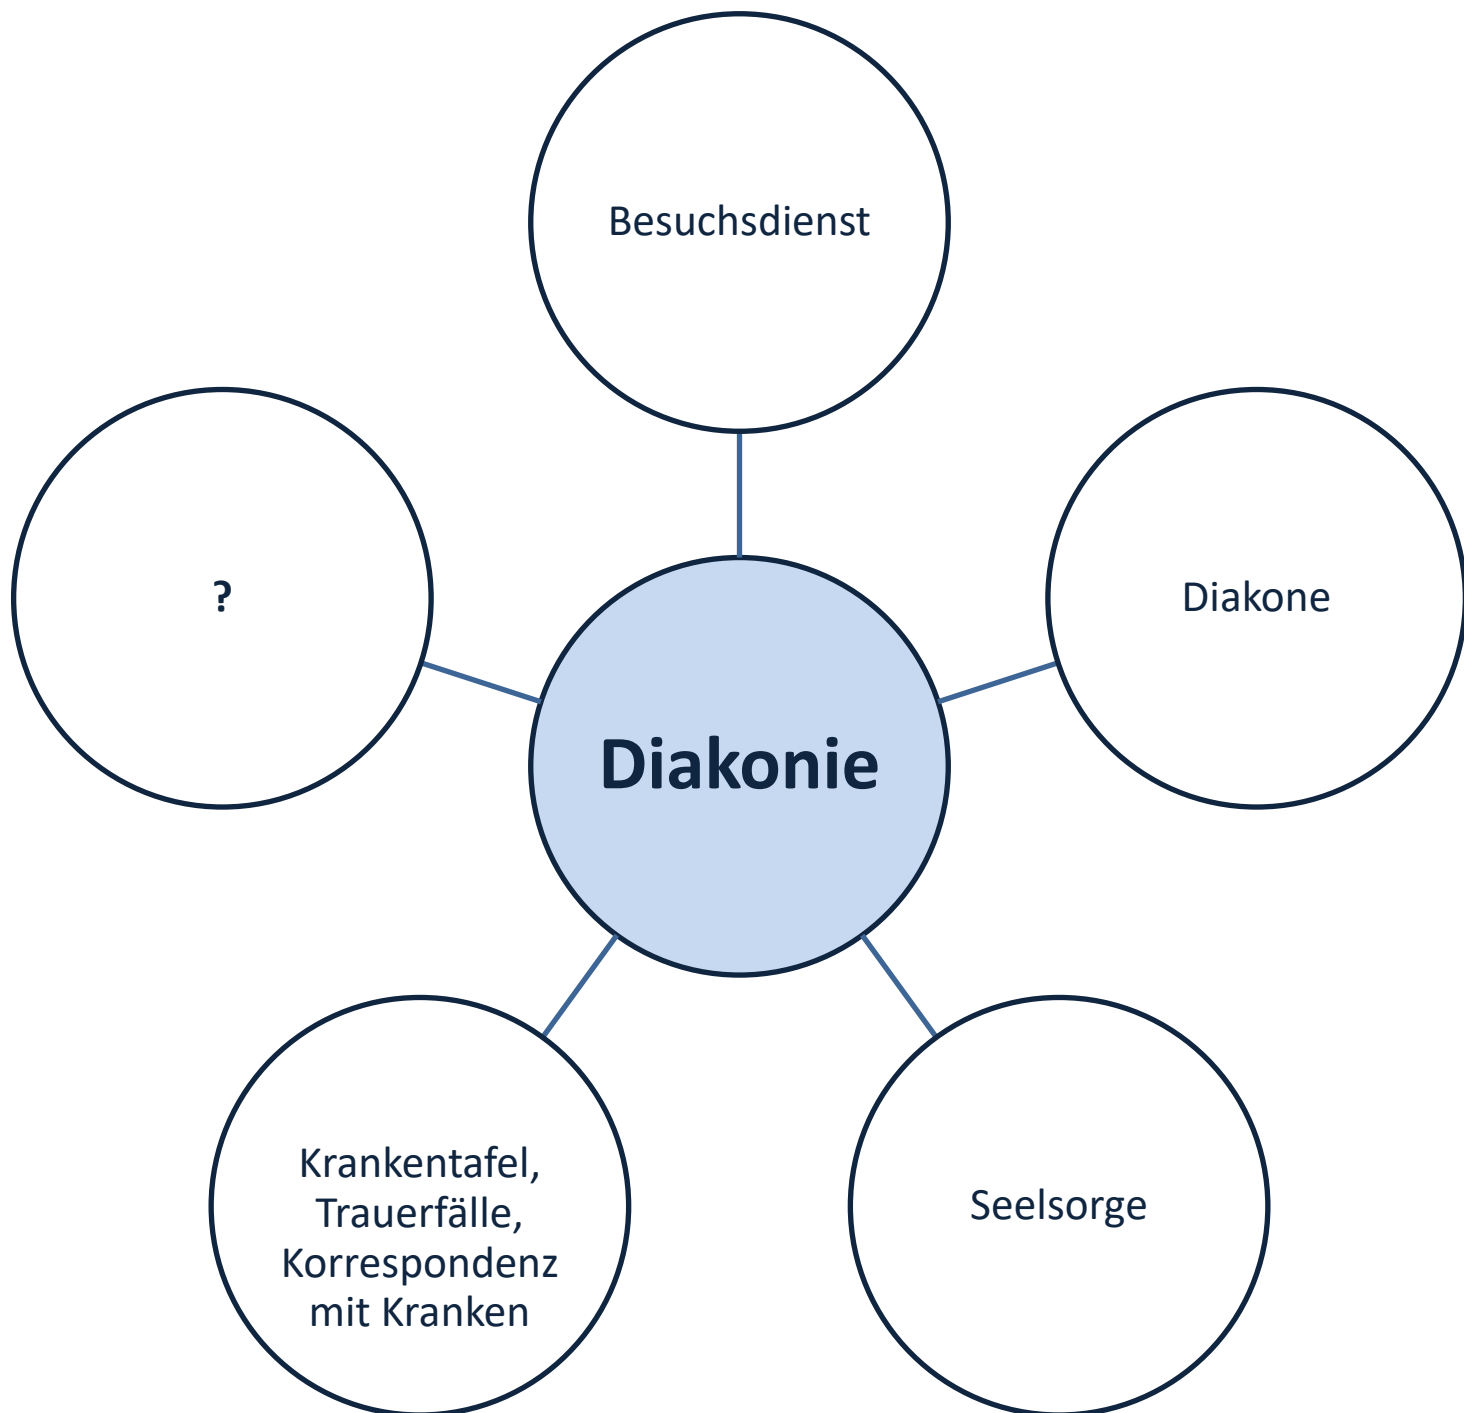 Besuchsdienst
?
Diakone
Diakonie
Krankentafel,
Trauerfälle,
Korrespondenz
mit Kranken
Seelsorge